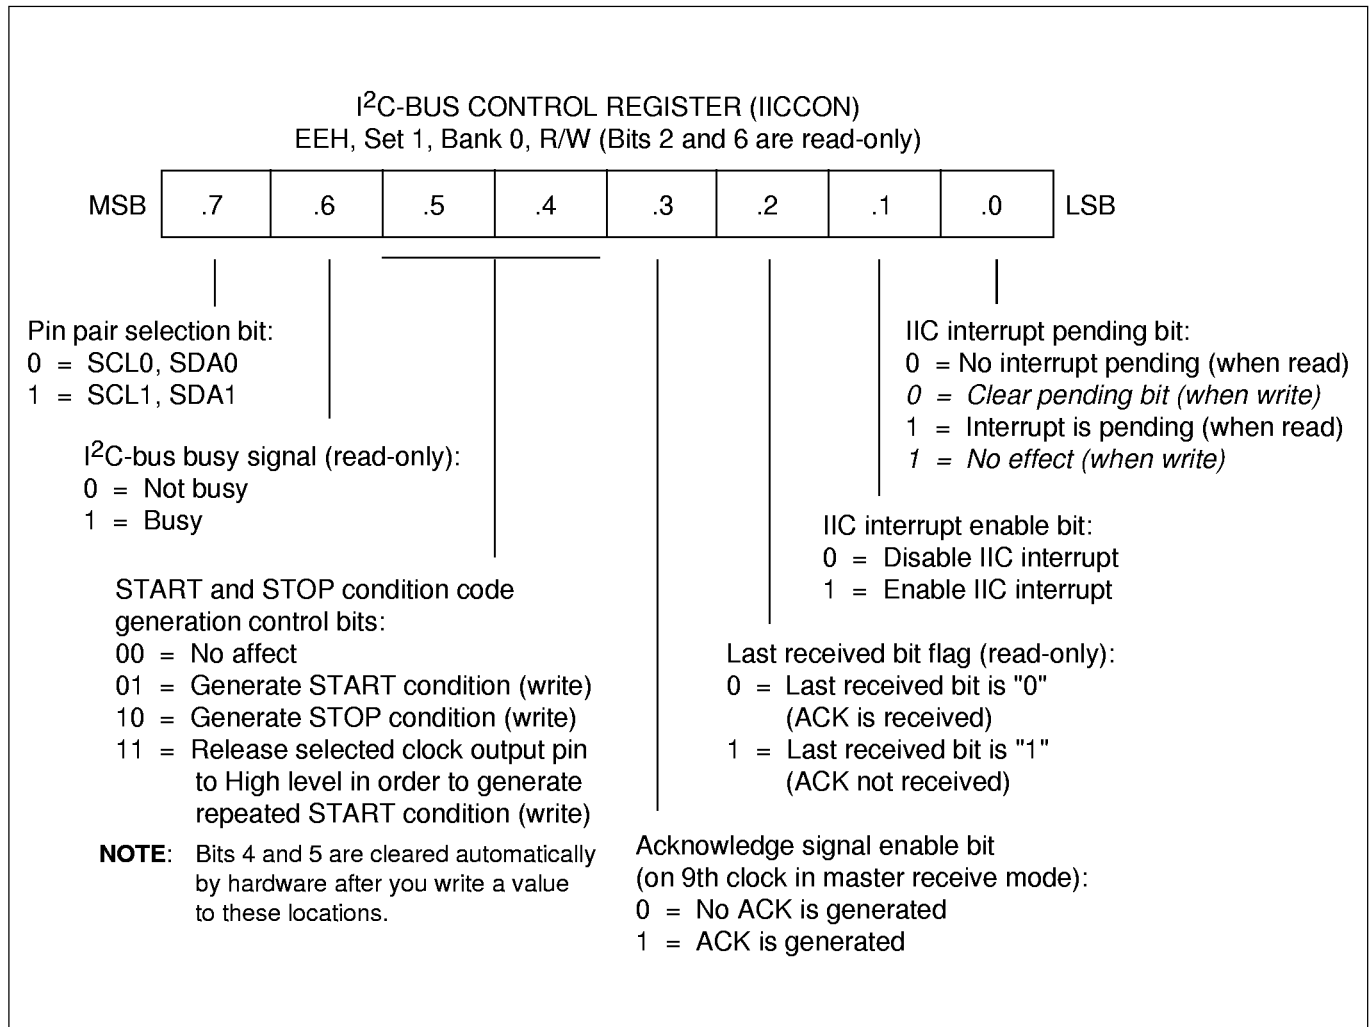 I²C-BUS CONTROL REGISTER (IICCON)
EEH, Set 1, Bank 0, R/W (Bits 2 and 6 are read-only)
MSB .7 .6 .5 .4 .3 .2 .1 .0 LSB
Pin pair selection bit:
0 = SCL0, SDA0
1 = SCL1, SDA1
I²C-bus busy signal (read-only):
0 = Not busy
1 = Busy
START and STOP condition code
generation control bits:
00 = No affect
01 = Generate START condition (write)
10 = Generate STOP condition (write)
11 = Release selected clock output pin
to High level in order to generate
repeated START condition (write)
NOTE: Bits 4 and 5 are cleared automatically
by hardware after you write a value
to these locations.
IIC interrupt pending bit:
0 = No interrupt pending (when read)
0 = Clear pending bit (when write)
1 = Interrupt is pending (when read)
1 = No effect (when write)
IIC interrupt enable bit:
0 = Disable IIC interrupt
1 = Enable IIC interrupt
Last received bit flag (read-only):
0 = Last received bit is "0"
(ACK is received)
1 = Last received bit is "1"
(ACK not received)
Acknowledge signal enable bit
(on 9th clock in master receive mode):
0 = No ACK is generated
1 = ACK is generated